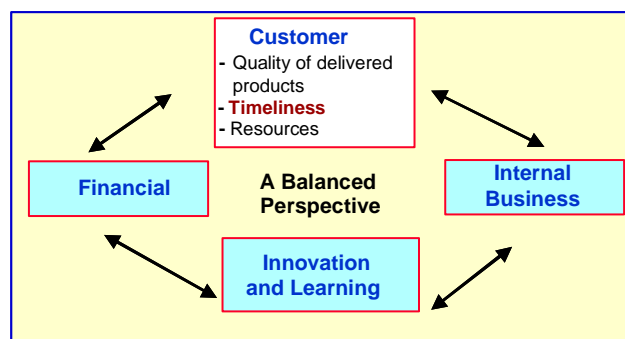 Customer
- Quality of delivered
products
- Timeliness
- Resources
Financial
A Balanced
Perspective
Internal
Business
Innovation
and Learning